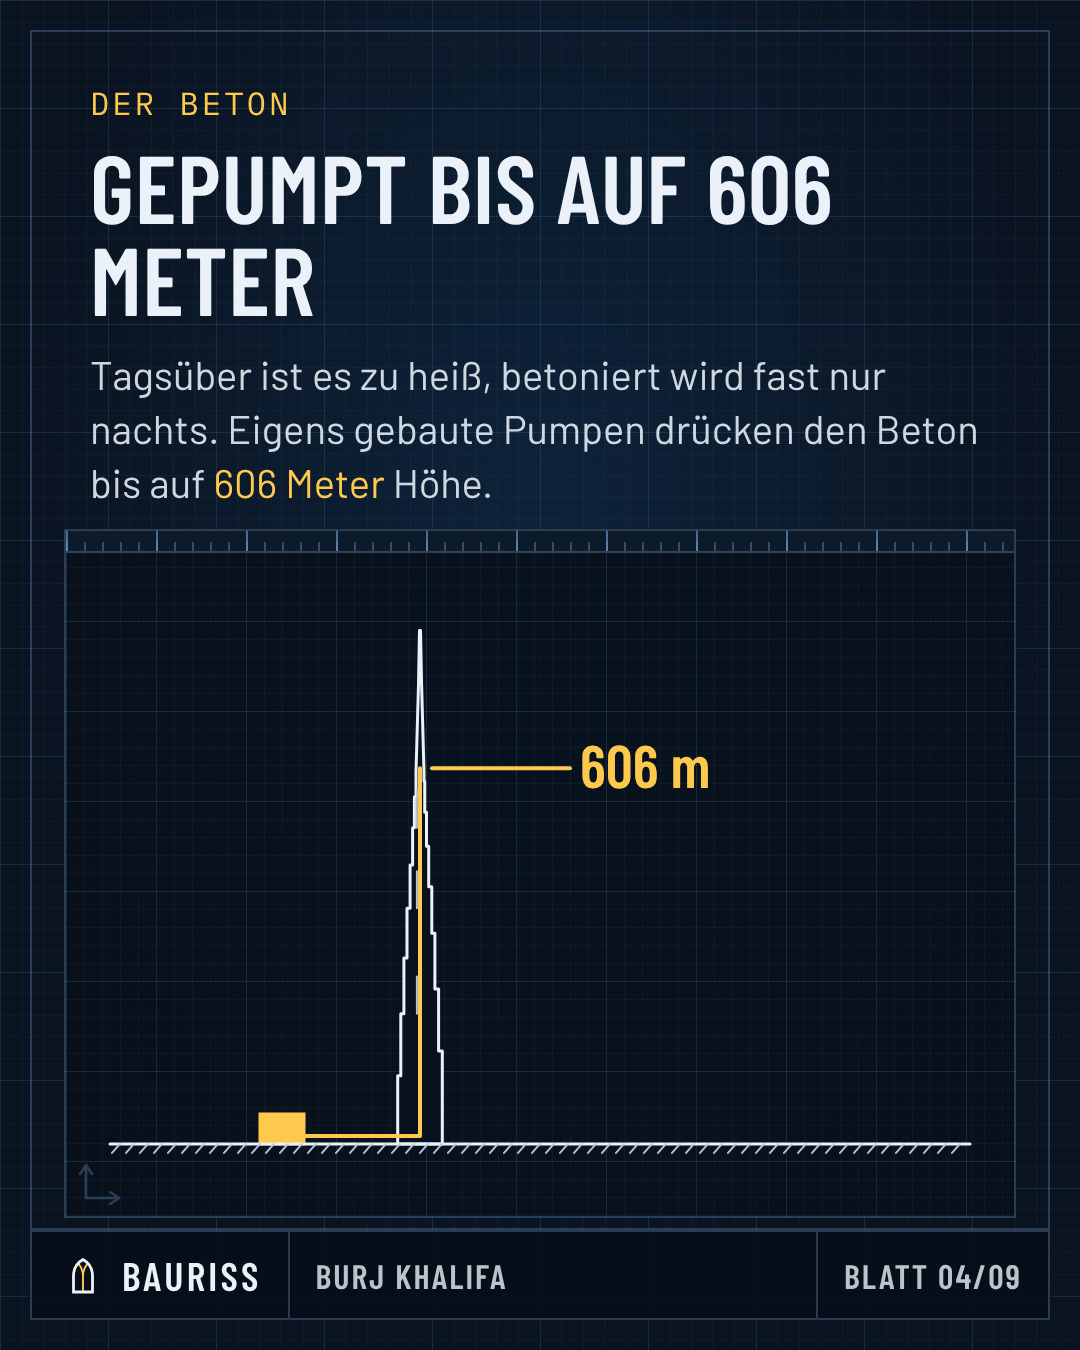 DER BETON
GEPUMPT BIS AUF 606
METER
Tagsüber ist es zu heiß, betoniert wird fast nur
nachts. Eigens gebaute Pumpen drücken den Beton
bis auf 606 Meter Höhe.
606 m
BAURISS
BURJ KHALIFA
BLATT 04/09